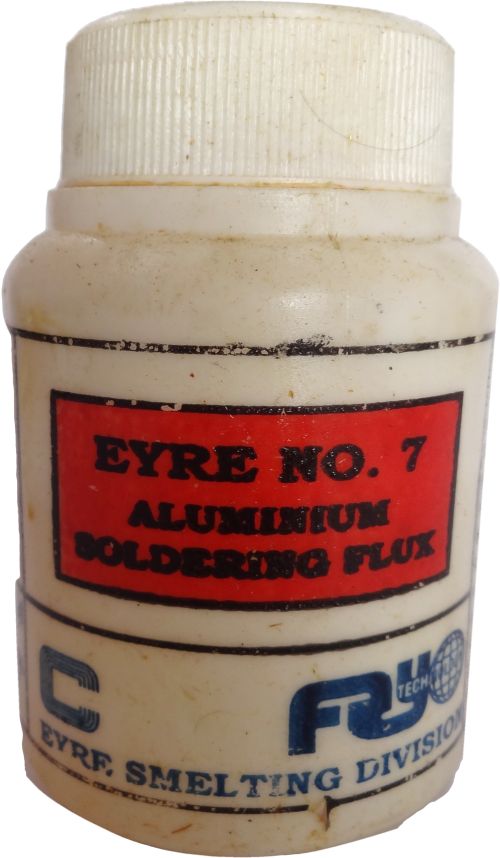 EYRE NO. 7
ALUMINIUM
SOLDERING FLUX
C
TECH
EYRE SMELTING DIVISION